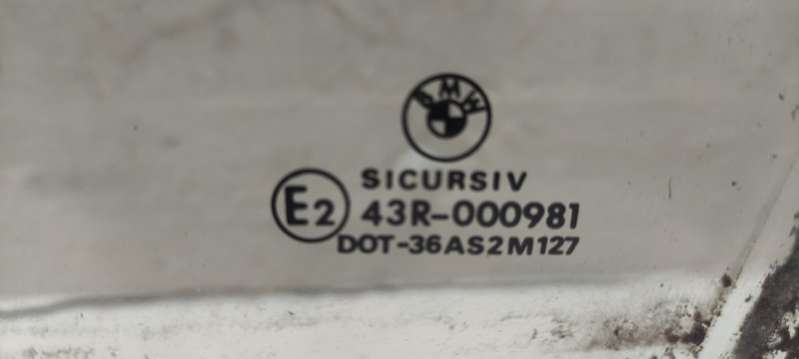 BMW
SICURSIV
E2 43R-000981
DOT-36AS2M127